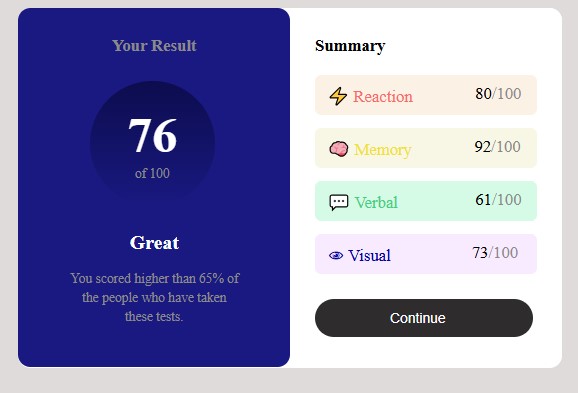 Your Result
76
of 100
Great
You scored higher than 65% of
the people who have taken
these tests.
Summary
Reaction 80/100
Memory 92/100
Verbal 61/100
Visual 73/100
Continue